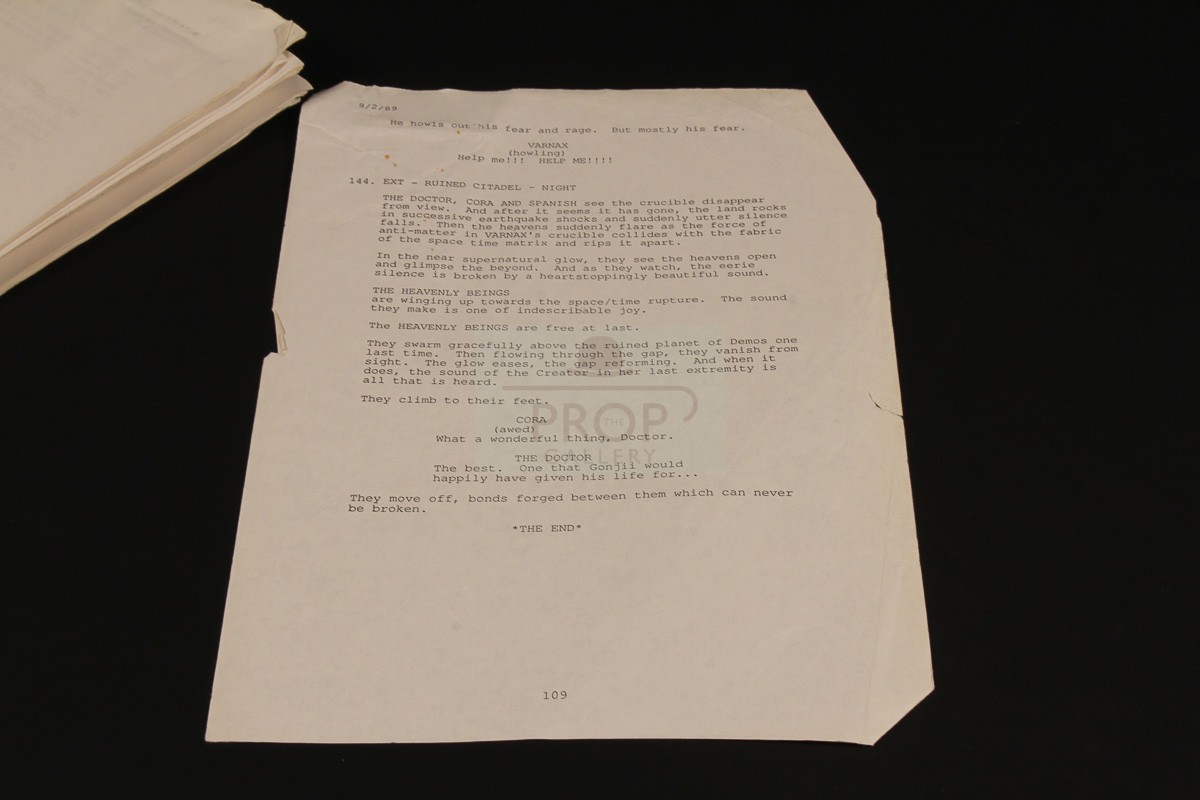 9/2/89
He howls out his fear and rage. But mostly his fear.
VARNAX
(howling)
Help me!!! HELP ME!!!!
144. EXT - RUINED CITADEL - NIGHT
THE DOCTOR, CORA AND SPANISH see the crucible disappear
from view. And after it seems it has gone, the land rocks
in successive earthquake shocks and suddenly utter silence
falls. Then the heavens suddenly flare as the force of
anti-matter in VARNAX's crucible collides with the fabric
of the space time matrix and rips it apart.
In the near supernatural glow, they see the heavens open
and glimpse the beyond. And as they watch, the eerie
silence is broken by a heartstoppingly beautiful sound.
THE HEAVENLY BEINGS
are winging up towards the space/time rupture. The sound
they make is one of indescribable joy.
The HEAVENLY BEINGS are free at last.
They swarm gracefully above the ruined planet of Demos one
last time. Then flowing through the gap, they vanish from
sight. The glow eases, the gap reforming. And when it
does, the sound of the Creator in her last extremity is
all that is heard.
They climb to their feet.
CORA
(awed)
What a wonderful thing, Doctor.
THE DOCTOR
The best. One that Gonjii would
happily have given his life for...
They move off, bonds forged between them which can never
be broken.
*THE END*
109
THE
PROP
GALLERY